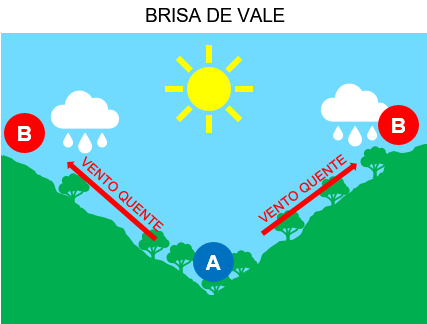 BRISA DE VALE
B
B
VENTO QUENTE
VENTO QUENTE
A